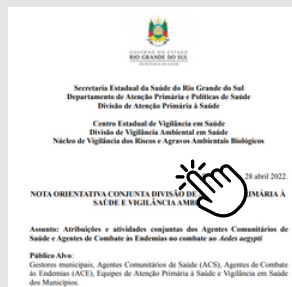 GOVERNO DO ESTADO
RIO GRANDE DO SUL
SECRETARIA DA SAÚDE
Secretaria Estadual da Saúde do Rio Grande do Sul
Departamento de Atenção Primária e Políticas de Saúde
Divisão de Atenção Primária à Saúde
Centro Estadual de Vigilância em Saúde
Divisão de Vigilância Ambiental em Saúde
Núcleo de Vigilância dos Riscos e Agravos Ambientais Biológicos
28 abril 2022.
NOTA ORIENTATIVA CONJUNTA DIVISÃO DE IMÁRIA À
SAÚDE E VIGILÂNCIA AMB
Assunto: Atribuições e atividades conjuntas dos Agentes Comunitários de
Saúde e Agentes de Combate às Endemias no combate ao Aedes aegypti
Público Alvo:
Gestores municipais, Agentes Comunitários de Saúde (ACS), Agentes de Combate
às Endemias (ACE), Equipes de Atenção Primária à Saúde e Vigilância em Saúde
dos Municípios.